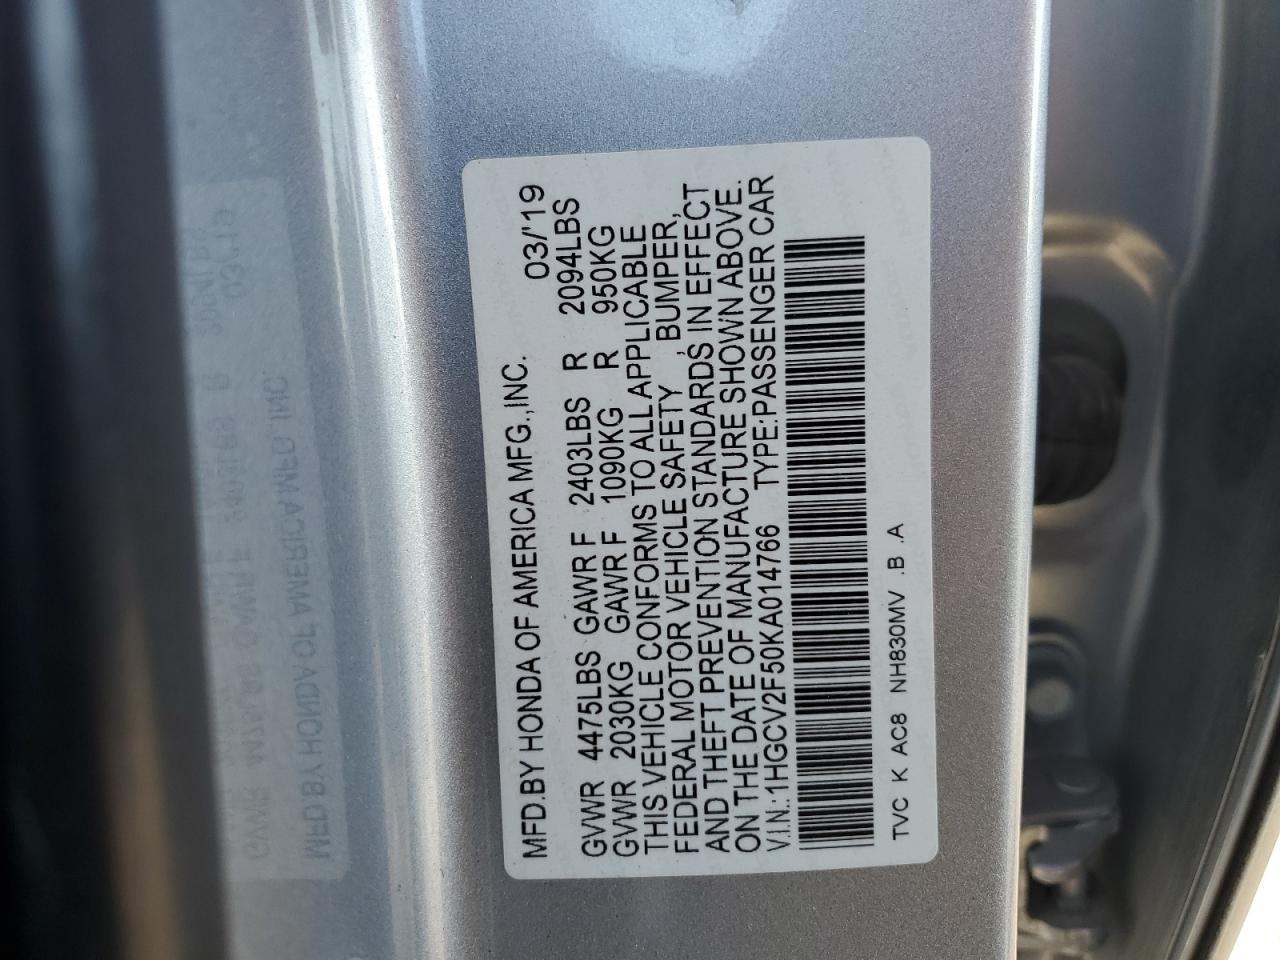 MFD.BY HONDA OF AMERICA MFG.,INC. 03/'19
GVWR 4475LBS GAWR F 2403LBS R 2094LBS
GVWR 2030KG GAWR F 1090KG R 950KG
THIS VEHICLE CONFORMS TO ALL APPLICABLE
FEDERAL MOTOR VEHICLE SAFETY, BUMPER,
AND THEFT PREVENTION STANDARDS IN EFFECT
ON THE DATE OF MANUFACTURE SHOWN ABOVE.
V.I.N.:1HGCV2F50KA014766 TYPE:PASSENGER CAR
TVC K AC8 NH830MV .B .A